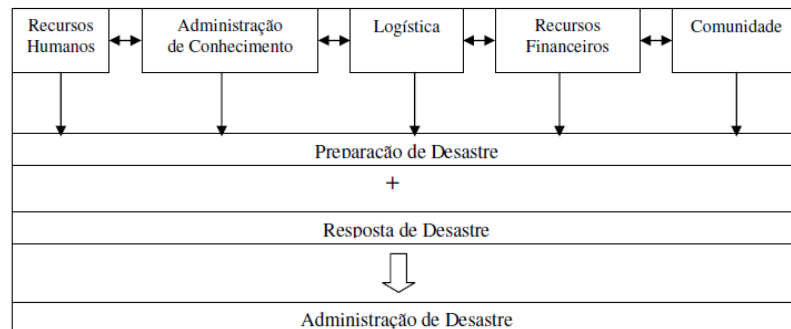 Recursos
Humanos
Administração
de Conhecimento
Logística
Recursos
Financeiros
Comunidade
Preparação de Desastre
+
Resposta de Desastre
Administração de Desastre